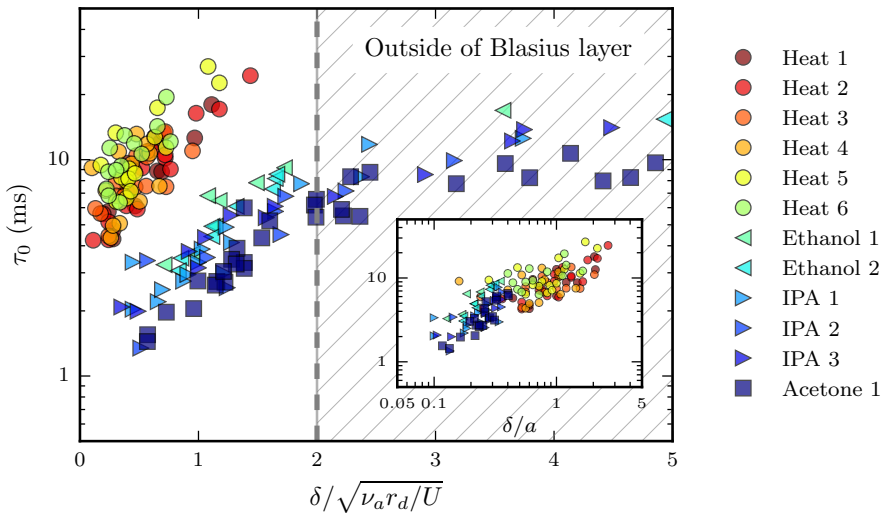 Outside of Blasius layer
τ₀ (ms)
10
1
0 1 2 3 4 5
δ/√(ν_a r_d/U)
10
1
0.05 0.1 1 5
δ/a
Heat 1
Heat 2
Heat 3
Heat 4
Heat 5
Heat 6
Ethanol 1
Ethanol 2
IPA 1
IPA 2
IPA 3
Acetone 1